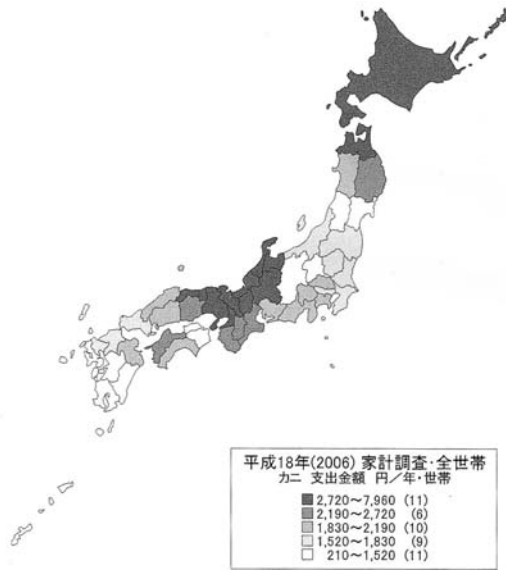 平成18年(2006) 家計調査・全世帯
カニ 支出金額 円／年・世帯
2,720～7,960 (11)
2,190～2,720 (6)
1,830～2,190 (10)
1,520～1,830 (9)
210～1,520 (11)